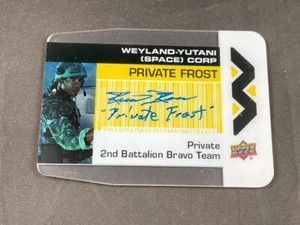 WEYLAND-YUTANI
(SPACE) CORP
PRIVATE FROST
"Private Frost"
Private
2nd Battalion Bravo Team
UPPER DECK